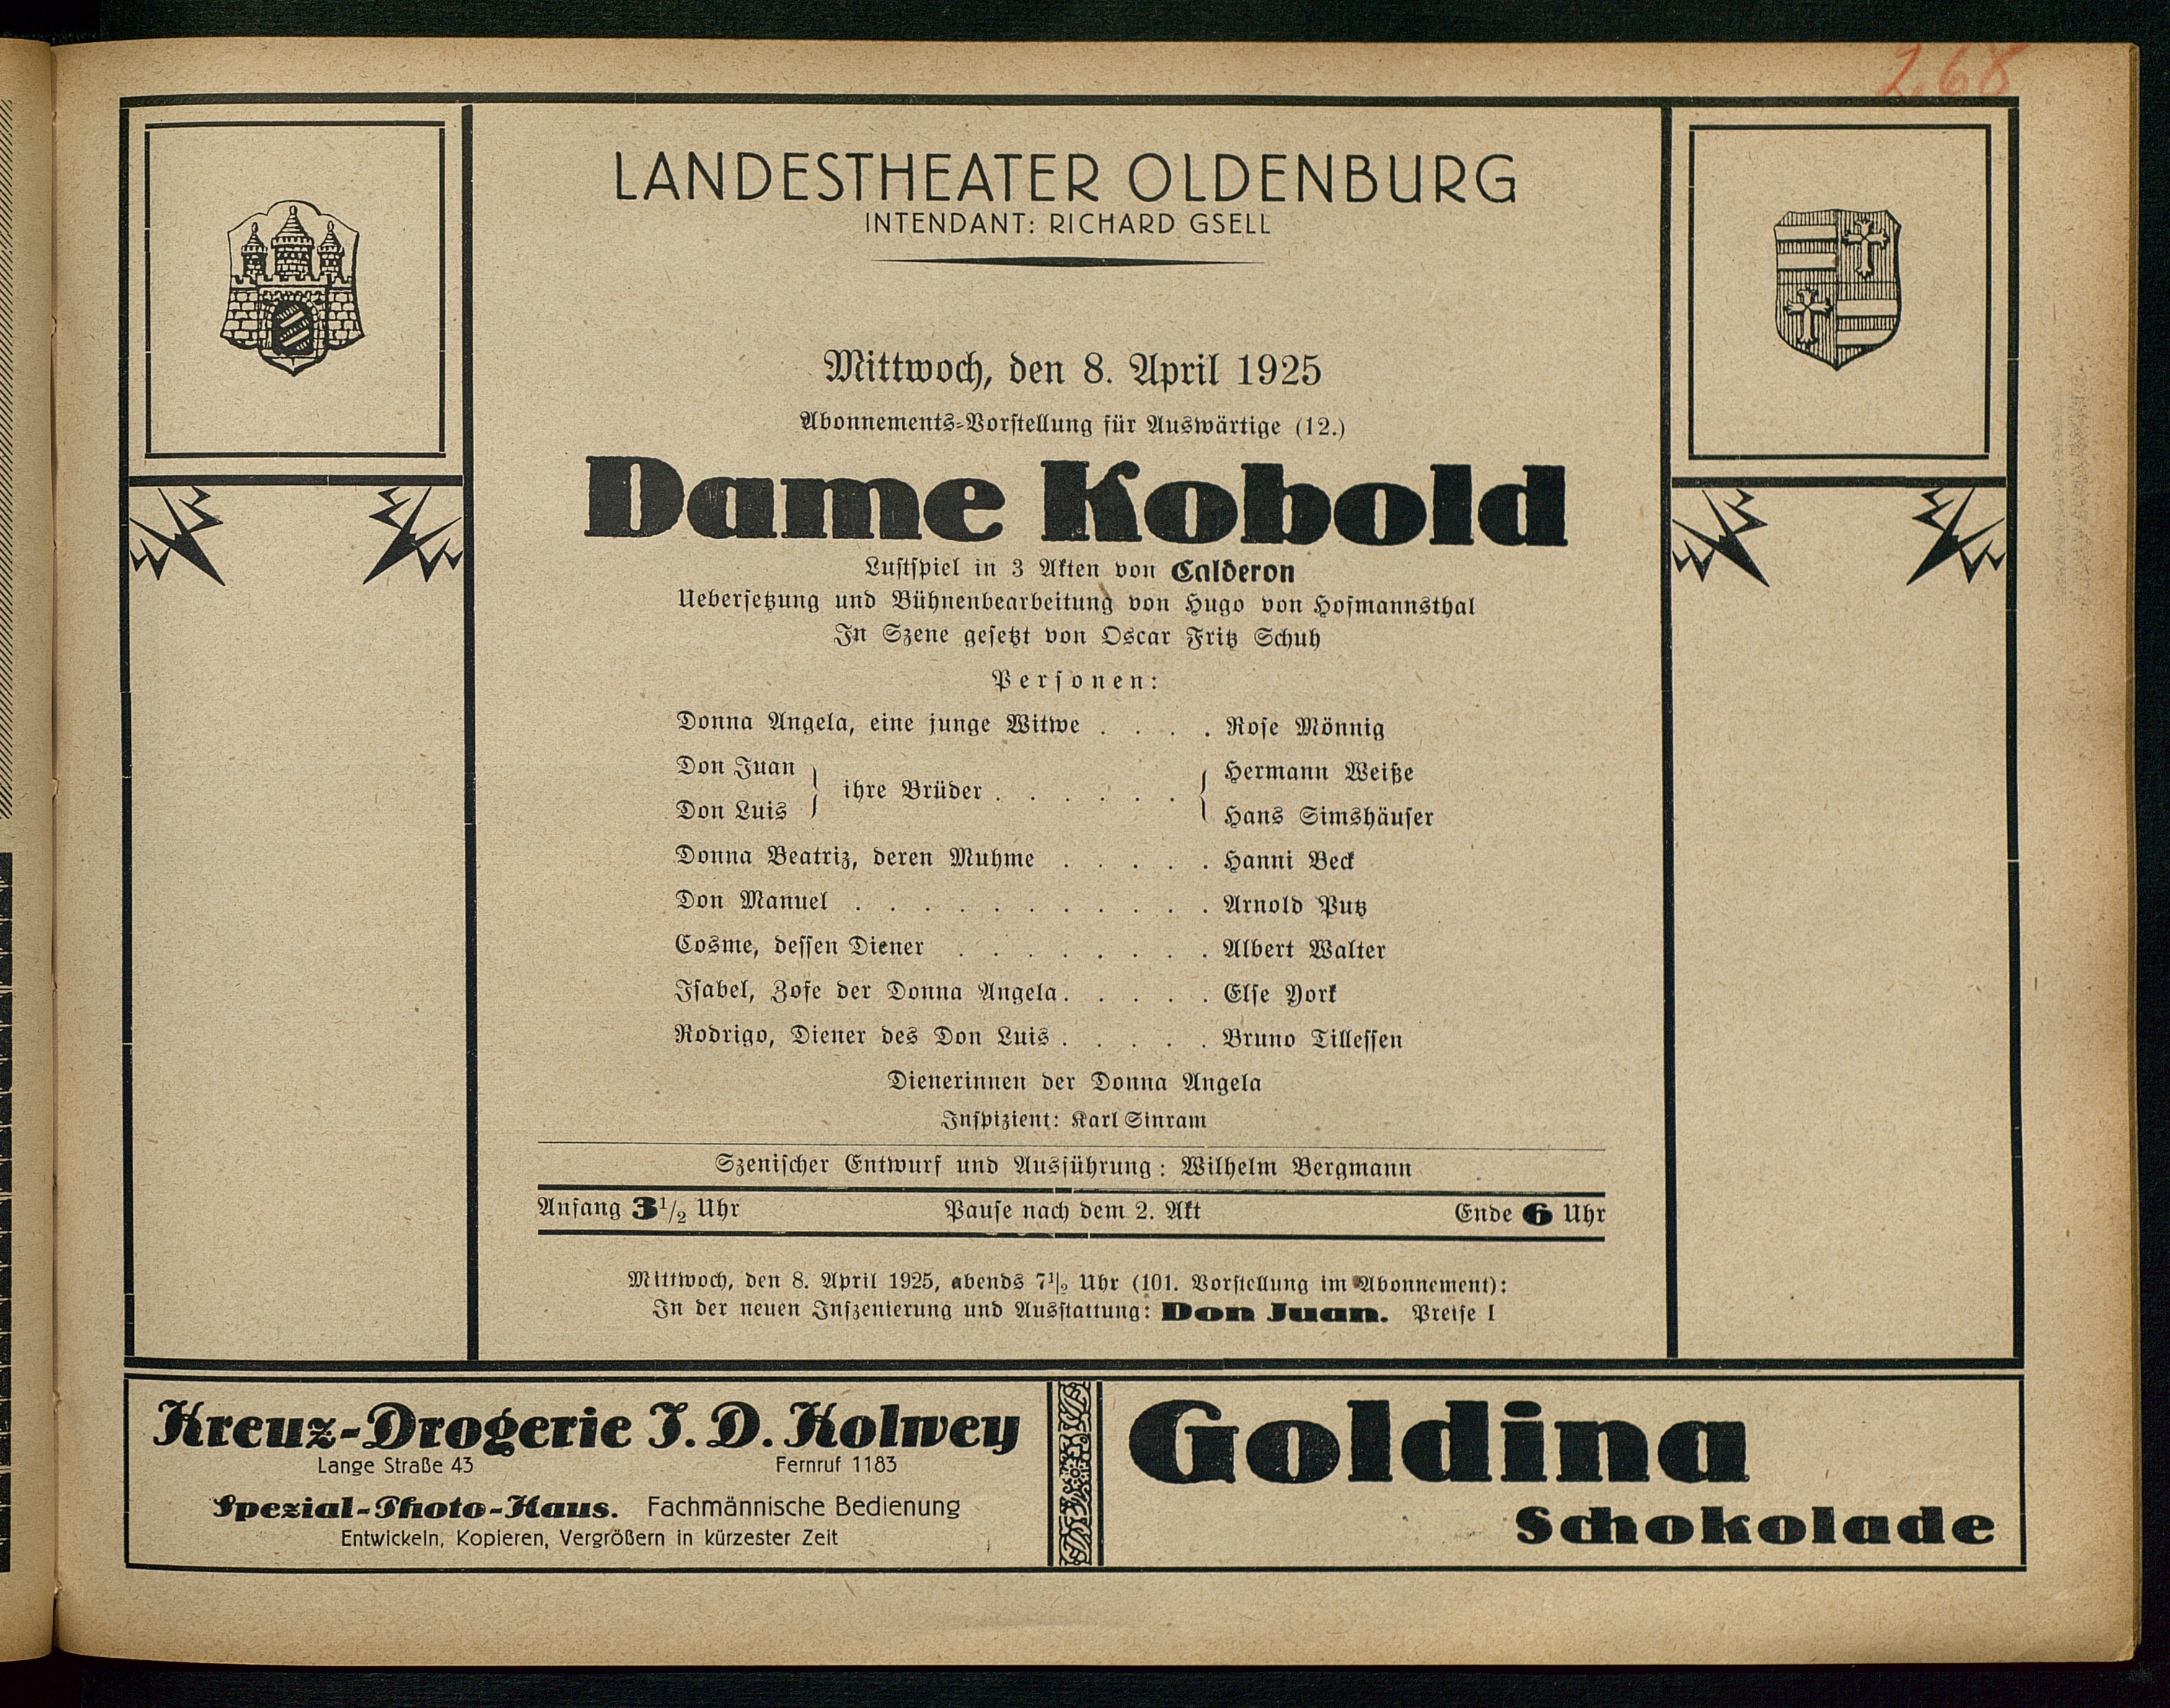 268
LANDESTHEATER OLDENBURG
INTENDANT: RICHARD GSELL
Mittwoch, den 8. April 1925
Abonnements-Vorstellung für Auswärtige (12.)
Dame Kobold
Lustspiel in 3 Akten von Calderon
Uebersetzung und Bühnenbearbeitung von Hugo von Hofmannsthal
In Szene gesetzt von Oscar Fritz Schuh
Personen:
Donna Angela, eine junge Witwe . . . . Rose Mönnig
Don Juan } ihre Brüder . . . . . . { Hermann Weiße
Don Luis } { Hans Simshäuser
Donna Beatriz, deren Muhme . . . . . Hanni Beck
Don Manuel . . . . . . . . . . . Arnold Putz
Cosme, dessen Diener . . . . . . . . Albert Walter
Isabel, Zofe der Donna Angela . . . . . Else York
Rodrigo, Diener des Don Luis . . . . . Bruno Tillessen
Dienerinnen der Donna Angela
Inspizient: Karl Sinram
Szenischer Entwurf und Ausführung: Wilhelm Bergmann
Anfang 3 1/2 Uhr Pause nach dem 2. Akt Ende 6 Uhr
Mittwoch, den 8. April 1925, abends 7 1/2 Uhr (101. Vorstellung im Abonnement):
In der neuen Inszenierung und Ausstattung: Don Juan. Preise I
Kreuz-Drogerie J. D. Kolwey
Lange Straße 43 Fernruf 1183
Spezial-Photo-Haus. Fachmännische Bedienung
Entwickeln, Kopieren, Vergrößern in kürzester Zeit
Goldina
Schokolade